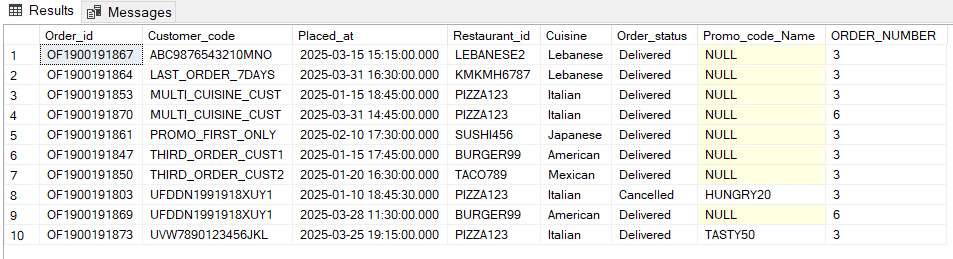 Results Messages
Order_id Customer_code Placed_at Restaurant_id Cuisine Order_status Promo_code_Name ORDER_NUMBER
1 OF1900191867 ABC9876543210MNO 2025-03-15 15:15:00.000 LEBANESE2 Lebanese Delivered NULL 3
2 OF1900191864 LAST_ORDER_7DAYS 2025-03-31 16:30:00.000 KMKMH6787 Lebanese Delivered NULL 3
3 OF1900191853 MULTI_CUISINE_CUST 2025-01-15 18:45:00.000 PIZZA123 Italian Delivered NULL 3
4 OF1900191870 MULTI_CUISINE_CUST 2025-03-31 14:45:00.000 PIZZA123 Italian Delivered NULL 6
5 OF1900191861 PROMO_FIRST_ONLY 2025-02-10 17:30:00.000 SUSHI456 Japanese Delivered NULL 3
6 OF1900191847 THIRD_ORDER_CUST1 2025-01-15 17:45:00.000 BURGER99 American Delivered NULL 3
7 OF1900191850 THIRD_ORDER_CUST2 2025-01-20 16:30:00.000 TACO789 Mexican Delivered NULL 3
8 OF1900191803 UFDDN1991918XUY1 2025-01-10 18:45:30.000 PIZZA123 Italian Cancelled HUNGRY20 3
9 OF1900191869 UFDDN1991918XUY1 2025-03-28 11:30:00.000 BURGER99 American Delivered NULL 6
10 OF1900191873 UVW7890123456JKL 2025-03-25 19:15:00.000 PIZZA123 Italian Delivered TASTY50 3